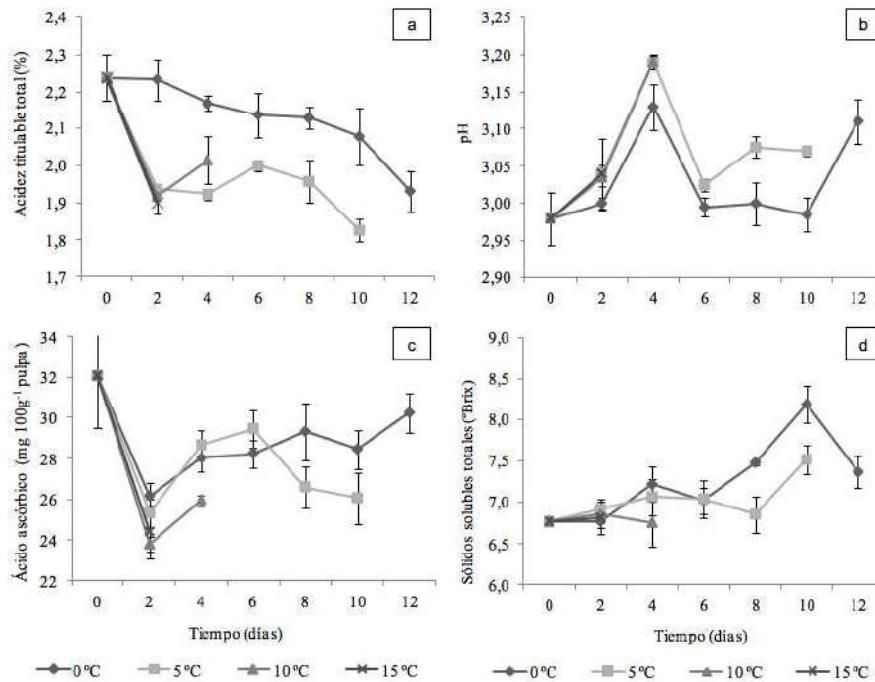 a
Acidez titulable total (%)
2,4
2,3
2,2
2,1
2,0
1,9
1,8
1,7
0 2 4 6 8 10 12
b
pH
3,20
3,15
3,10
3,05
3,00
2,95
2,90
0 2 4 6 8 10 12
c
Ácido ascórbico (mg 100g⁻¹ pulpa)
34
32
30
28
26
24
22
0 2 4 6 8 10 12
Tiempo (días)
0 ºC 5 ºC 10 ºC 15 ºC
d
Sólidos solubles totales (ºBrix)
9,0
8,5
8,0
7,5
7,0
6,5
6,0
0 2 4 6 8 10 12
Tiempo (días)
0 ºC 5 ºC 10 ºC 15 ºC